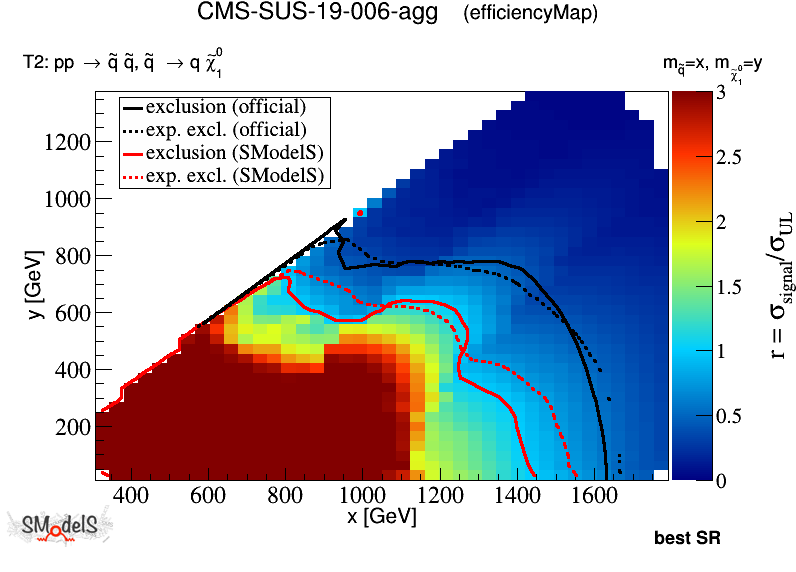 CMS-SUS-19-006-agg (efficiencyMap)
T2: pp → q̃ q̃, q̃ → q χ̃⁰₁
m_q̃=x, m_χ̃⁰₁=y
exclusion (official)
exp. excl. (official)
exclusion (SModelS)
exp. excl. (SModelS)
1200
1000
800
600
400
200
y [GeV]
400 600 800 1000 1200 1400 1600
x [GeV]
3
2.5
2
1.5
1
0.5
0
r = σ_signal/σ_UL
SModelS
best SR